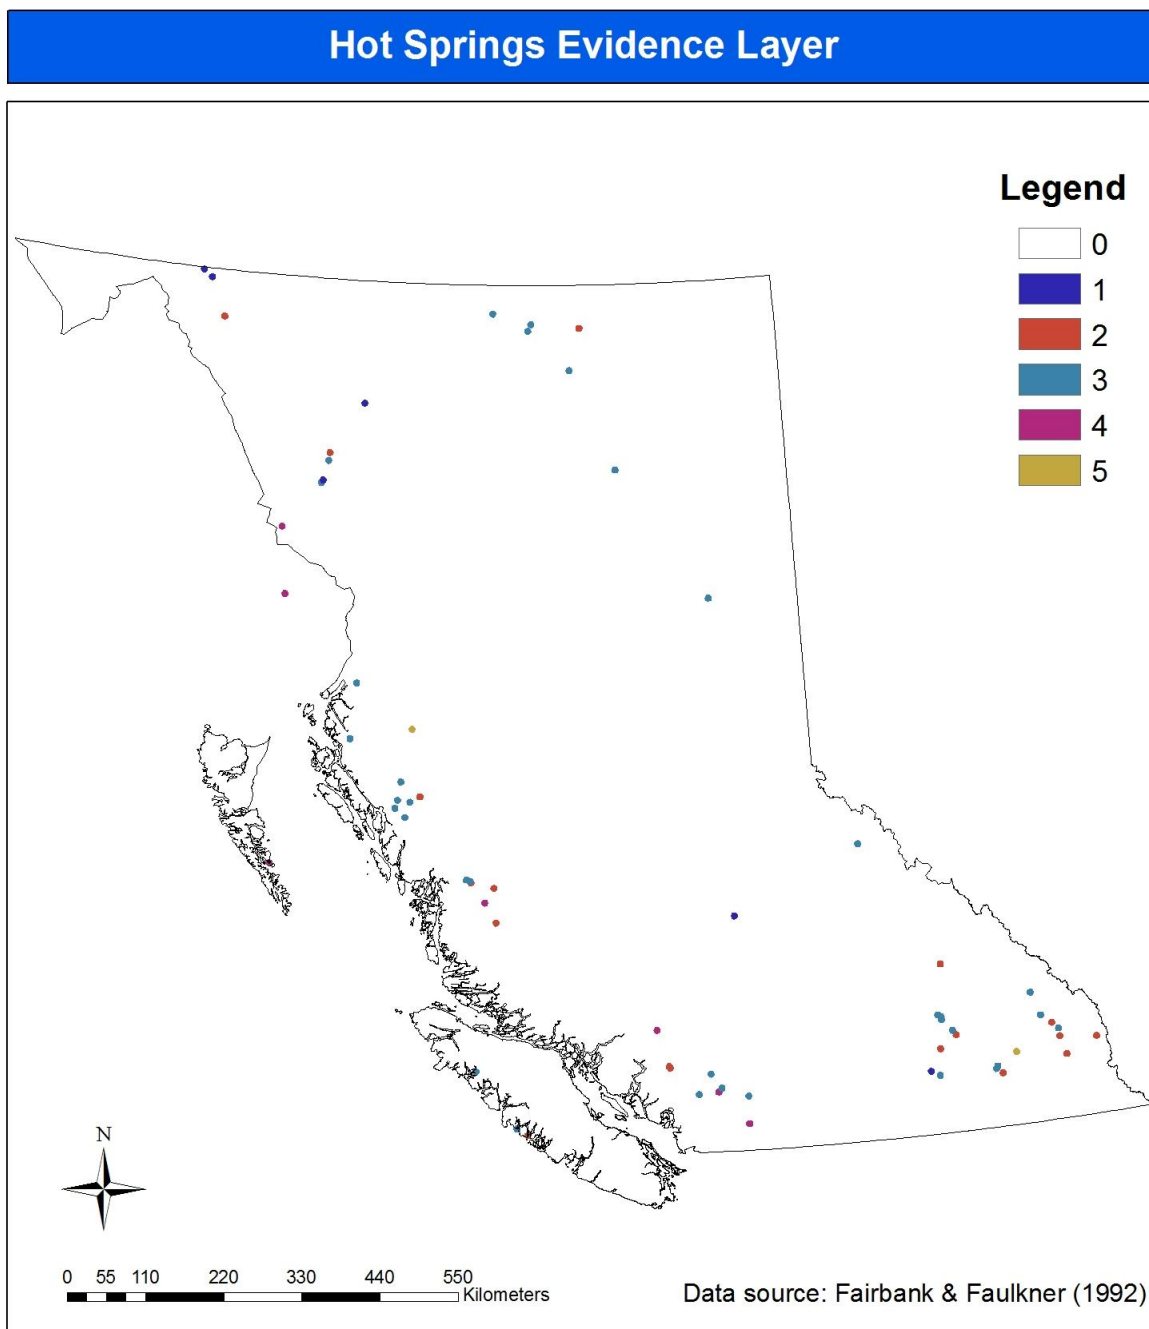 Hot Springs Evidence Layer
Legend
0
1
2
3
4
5
N
0 55 110 220 330 440 550
Kilometers
Data source: Fairbank & Faulkner (1992)